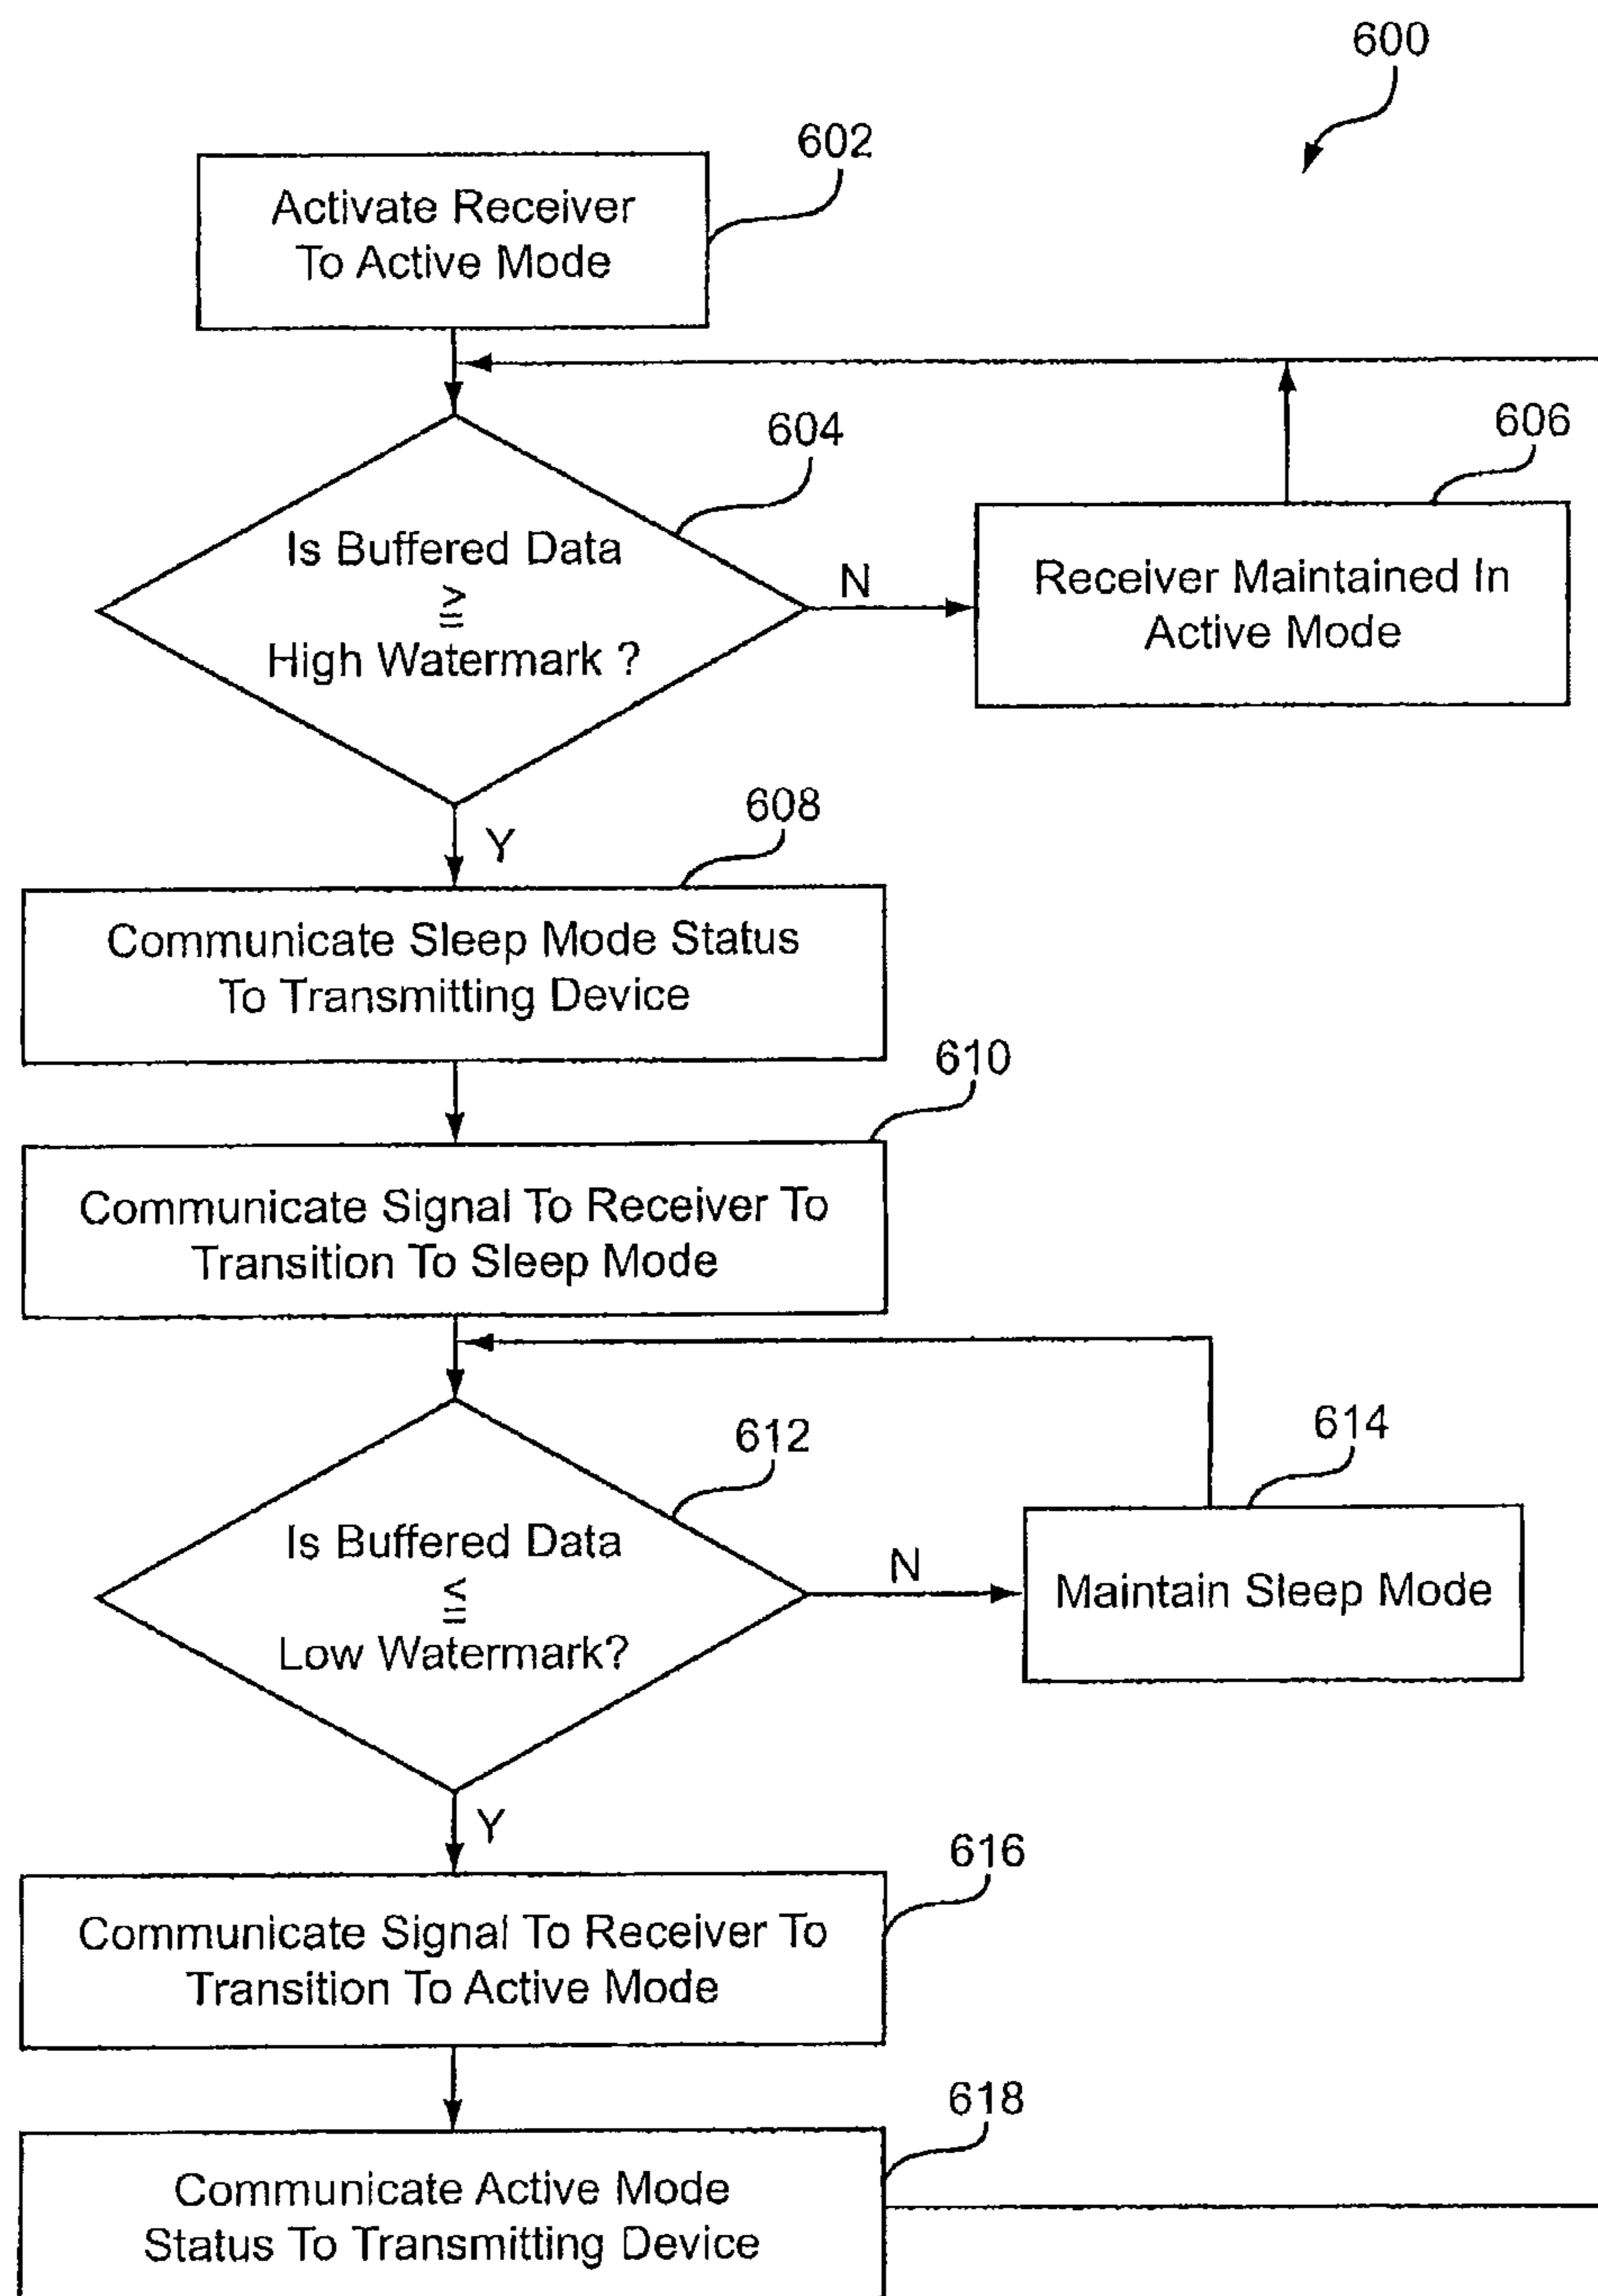 600
602
Activate Receiver
To Active Mode
604
606
Is Buffered Data
≧
High Watermark ?
N
Receiver Maintained In
Active Mode
Y
608
Communicate Sleep Mode Status
To Transmitting Device
610
Communicate Signal To Receiver To
Transition To Sleep Mode
612
614
Is Buffered Data
≦
Low Watermark?
N
Maintain Sleep Mode
Y
616
Communicate Signal To Receiver To
Transition To Active Mode
618
Communicate Active Mode
Status To Transmitting Device